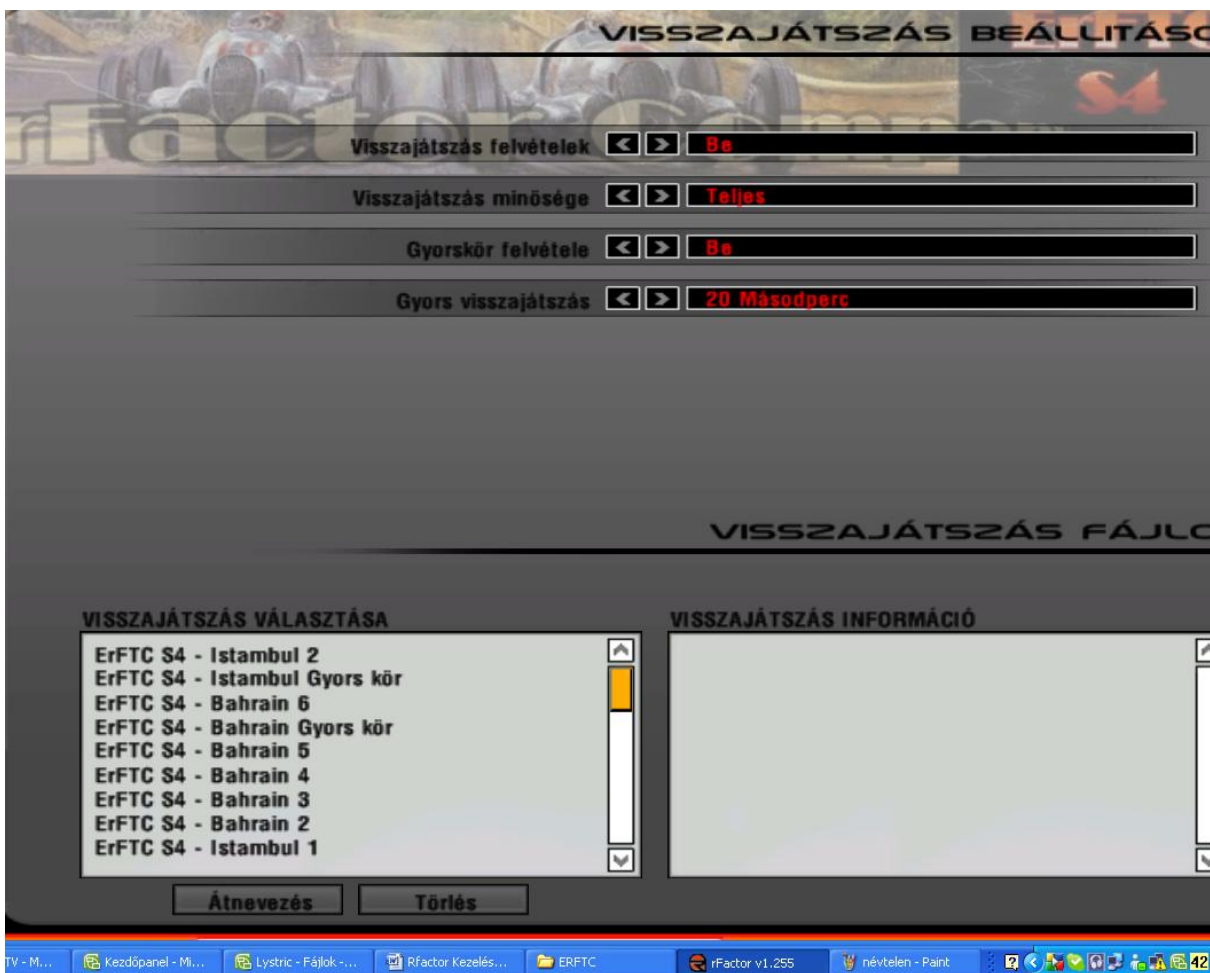 VISSZAJÁTSZÁS BEÁLLITÁSO
S4
rFactor Compan
Visszajátszás felvételek < > Be
Visszajátszás minösége < > Teljes
Gyorskör felvétele < > Be
Gyors visszajátszás < > 20 Másodperc
VISSZAJÁTSZÁS FÁJLO
VISSZAJÁTSZÁS VÁLASZTÁSA
ErFTC S4 - Istambul 2
ErFTC S4 - Istambul Gyors kör
ErFTC S4 - Bahrain 6
ErFTC S4 - Bahrain Gyors kör
ErFTC S4 - Bahrain 5
ErFTC S4 - Bahrain 4
ErFTC S4 - Bahrain 3
ErFTC S4 - Bahrain 2
ErFTC S4 - Istambul 1
VISSZAJÁTSZÁS INFORMÁCIÓ
Átnevezés Törlés
TV - M... Kezdőpanel - Mi... Lystric - Fájlok -... Rfactor Kezelés... ERFTC rFactor v1.255 névtelen - Paint 42